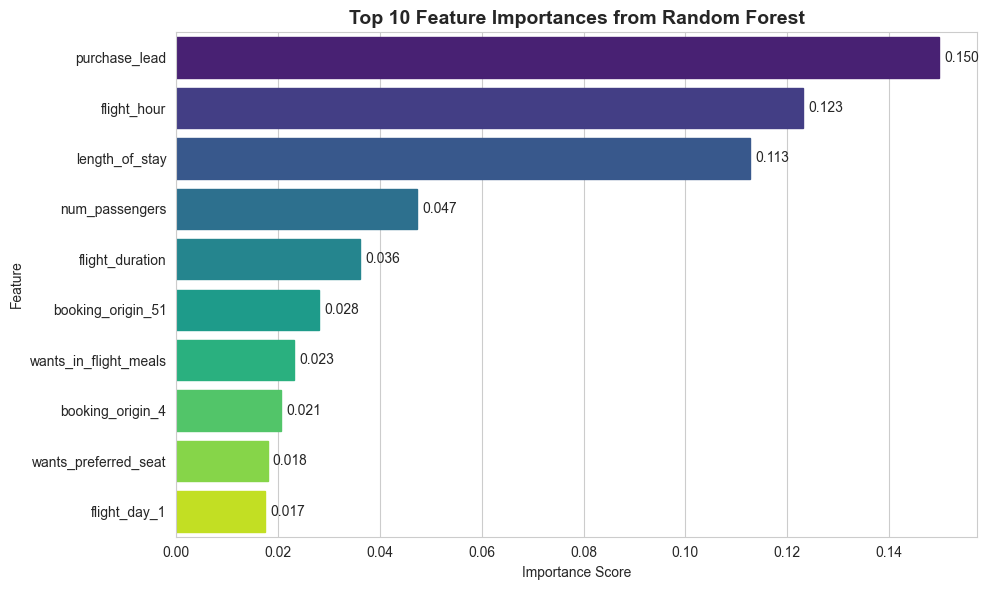 Top 10 Feature Importances from Random Forest
purchase_lead
0.150
flight_hour
0.123
length_of_stay
0.113
num_passengers
0.047
flight_duration
0.036
booking_origin_51
0.028
wants_in_flight_meals
0.023
booking_origin_4
0.021
wants_preferred_seat
0.018
flight_day_1
0.017
Feature
0.00 0.02 0.04 0.06 0.08 0.10 0.12 0.14
Importance Score